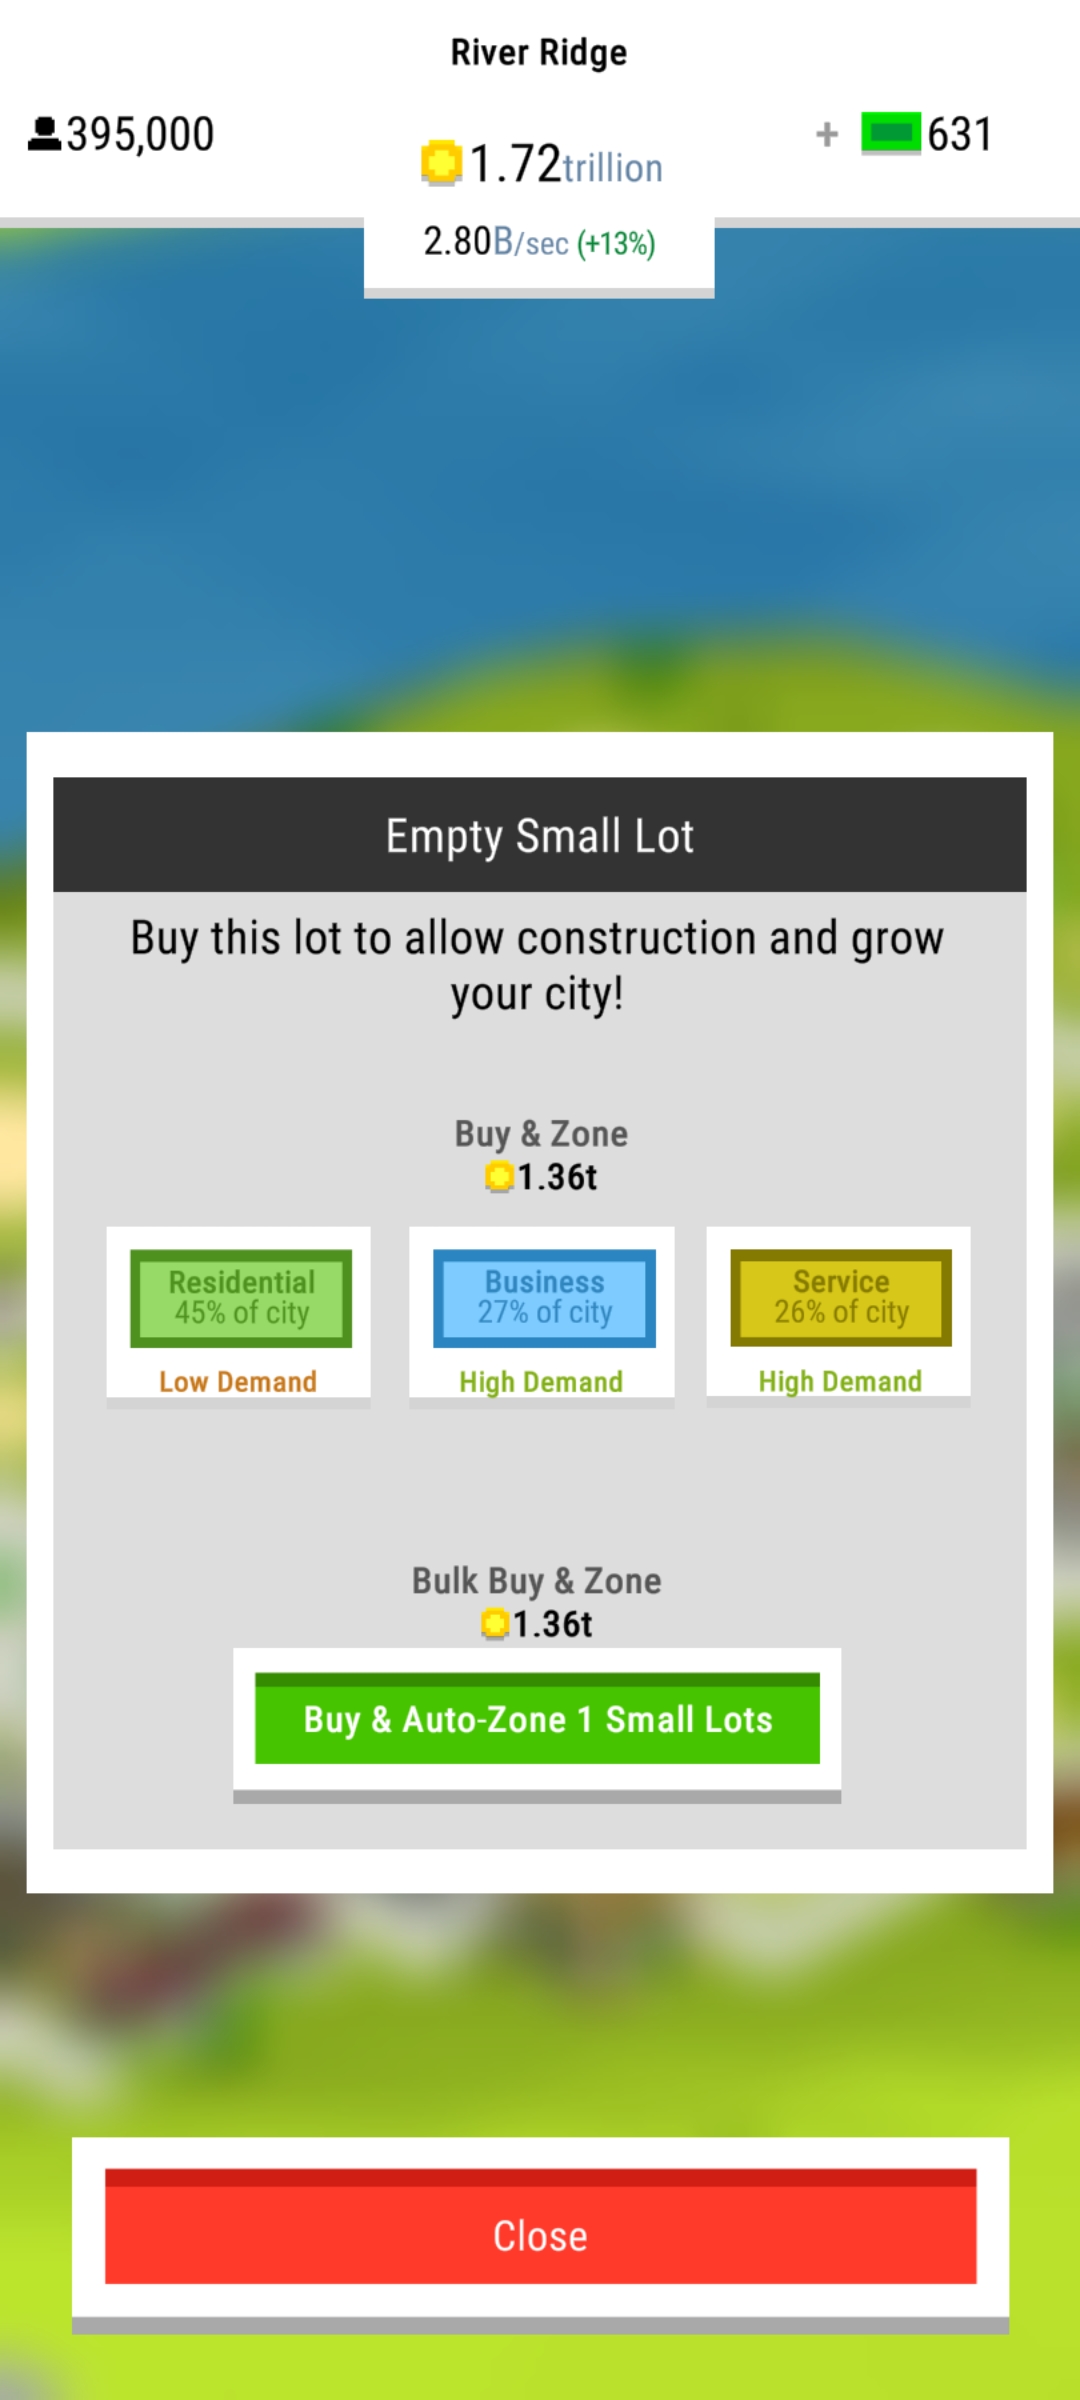 River Ridge
395,000
1.72trillion
+ 631
2.80B/sec (+13%)
Empty Small Lot
Buy this lot to allow construction and grow
your city!
Buy & Zone
1.36t
Residential
45% of city
Low Demand
Business
27% of city
High Demand
Service
26% of city
High Demand
Bulk Buy & Zone
1.36t
Buy & Auto-Zone 1 Small Lots
Close